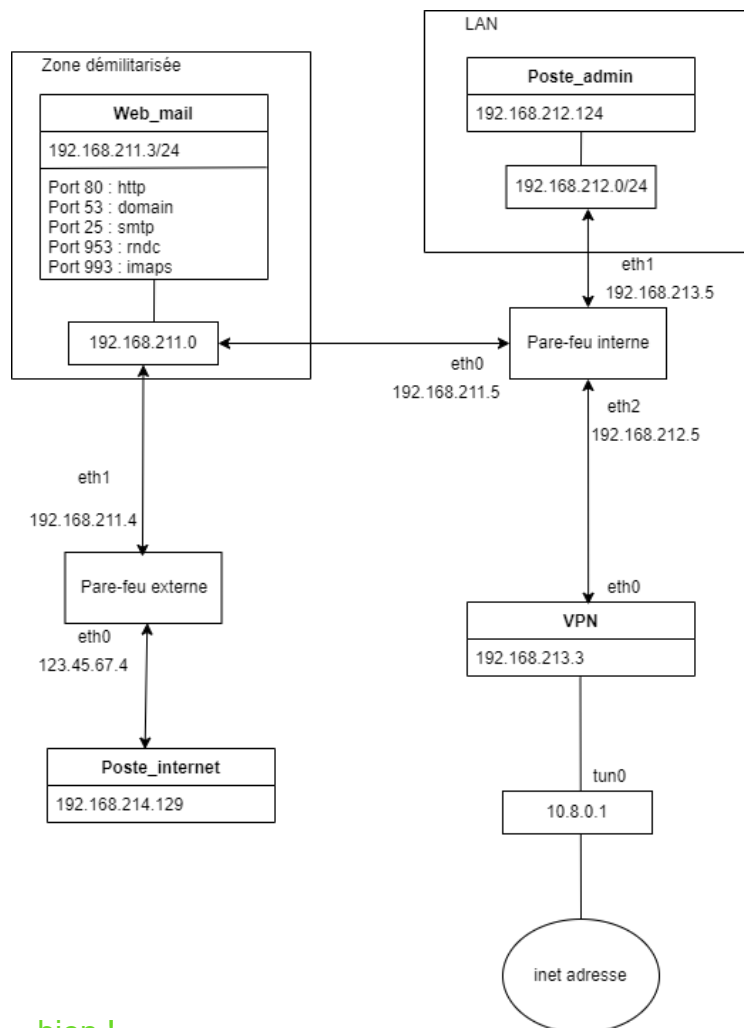 LAN
Zone démilitarisée
Poste_admin
192.168.212.124
Web_mail
192.168.211.3/24
Port 80 : http
Port 53 : domain
Port 25 : smtp
Port 953 : rndc
Port 993 : imaps
192.168.212.0/24
eth1
192.168.213.5
192.168.211.0
Pare-feu interne
eth0
192.168.211.5
eth2
192.168.212.5
eth1
192.168.211.4
Pare-feu externe
eth0
123.45.67.4
eth0
VPN
192.168.213.3
Poste_internet
192.168.214.129
tun0
10.8.0.1
inet adresse
bien !